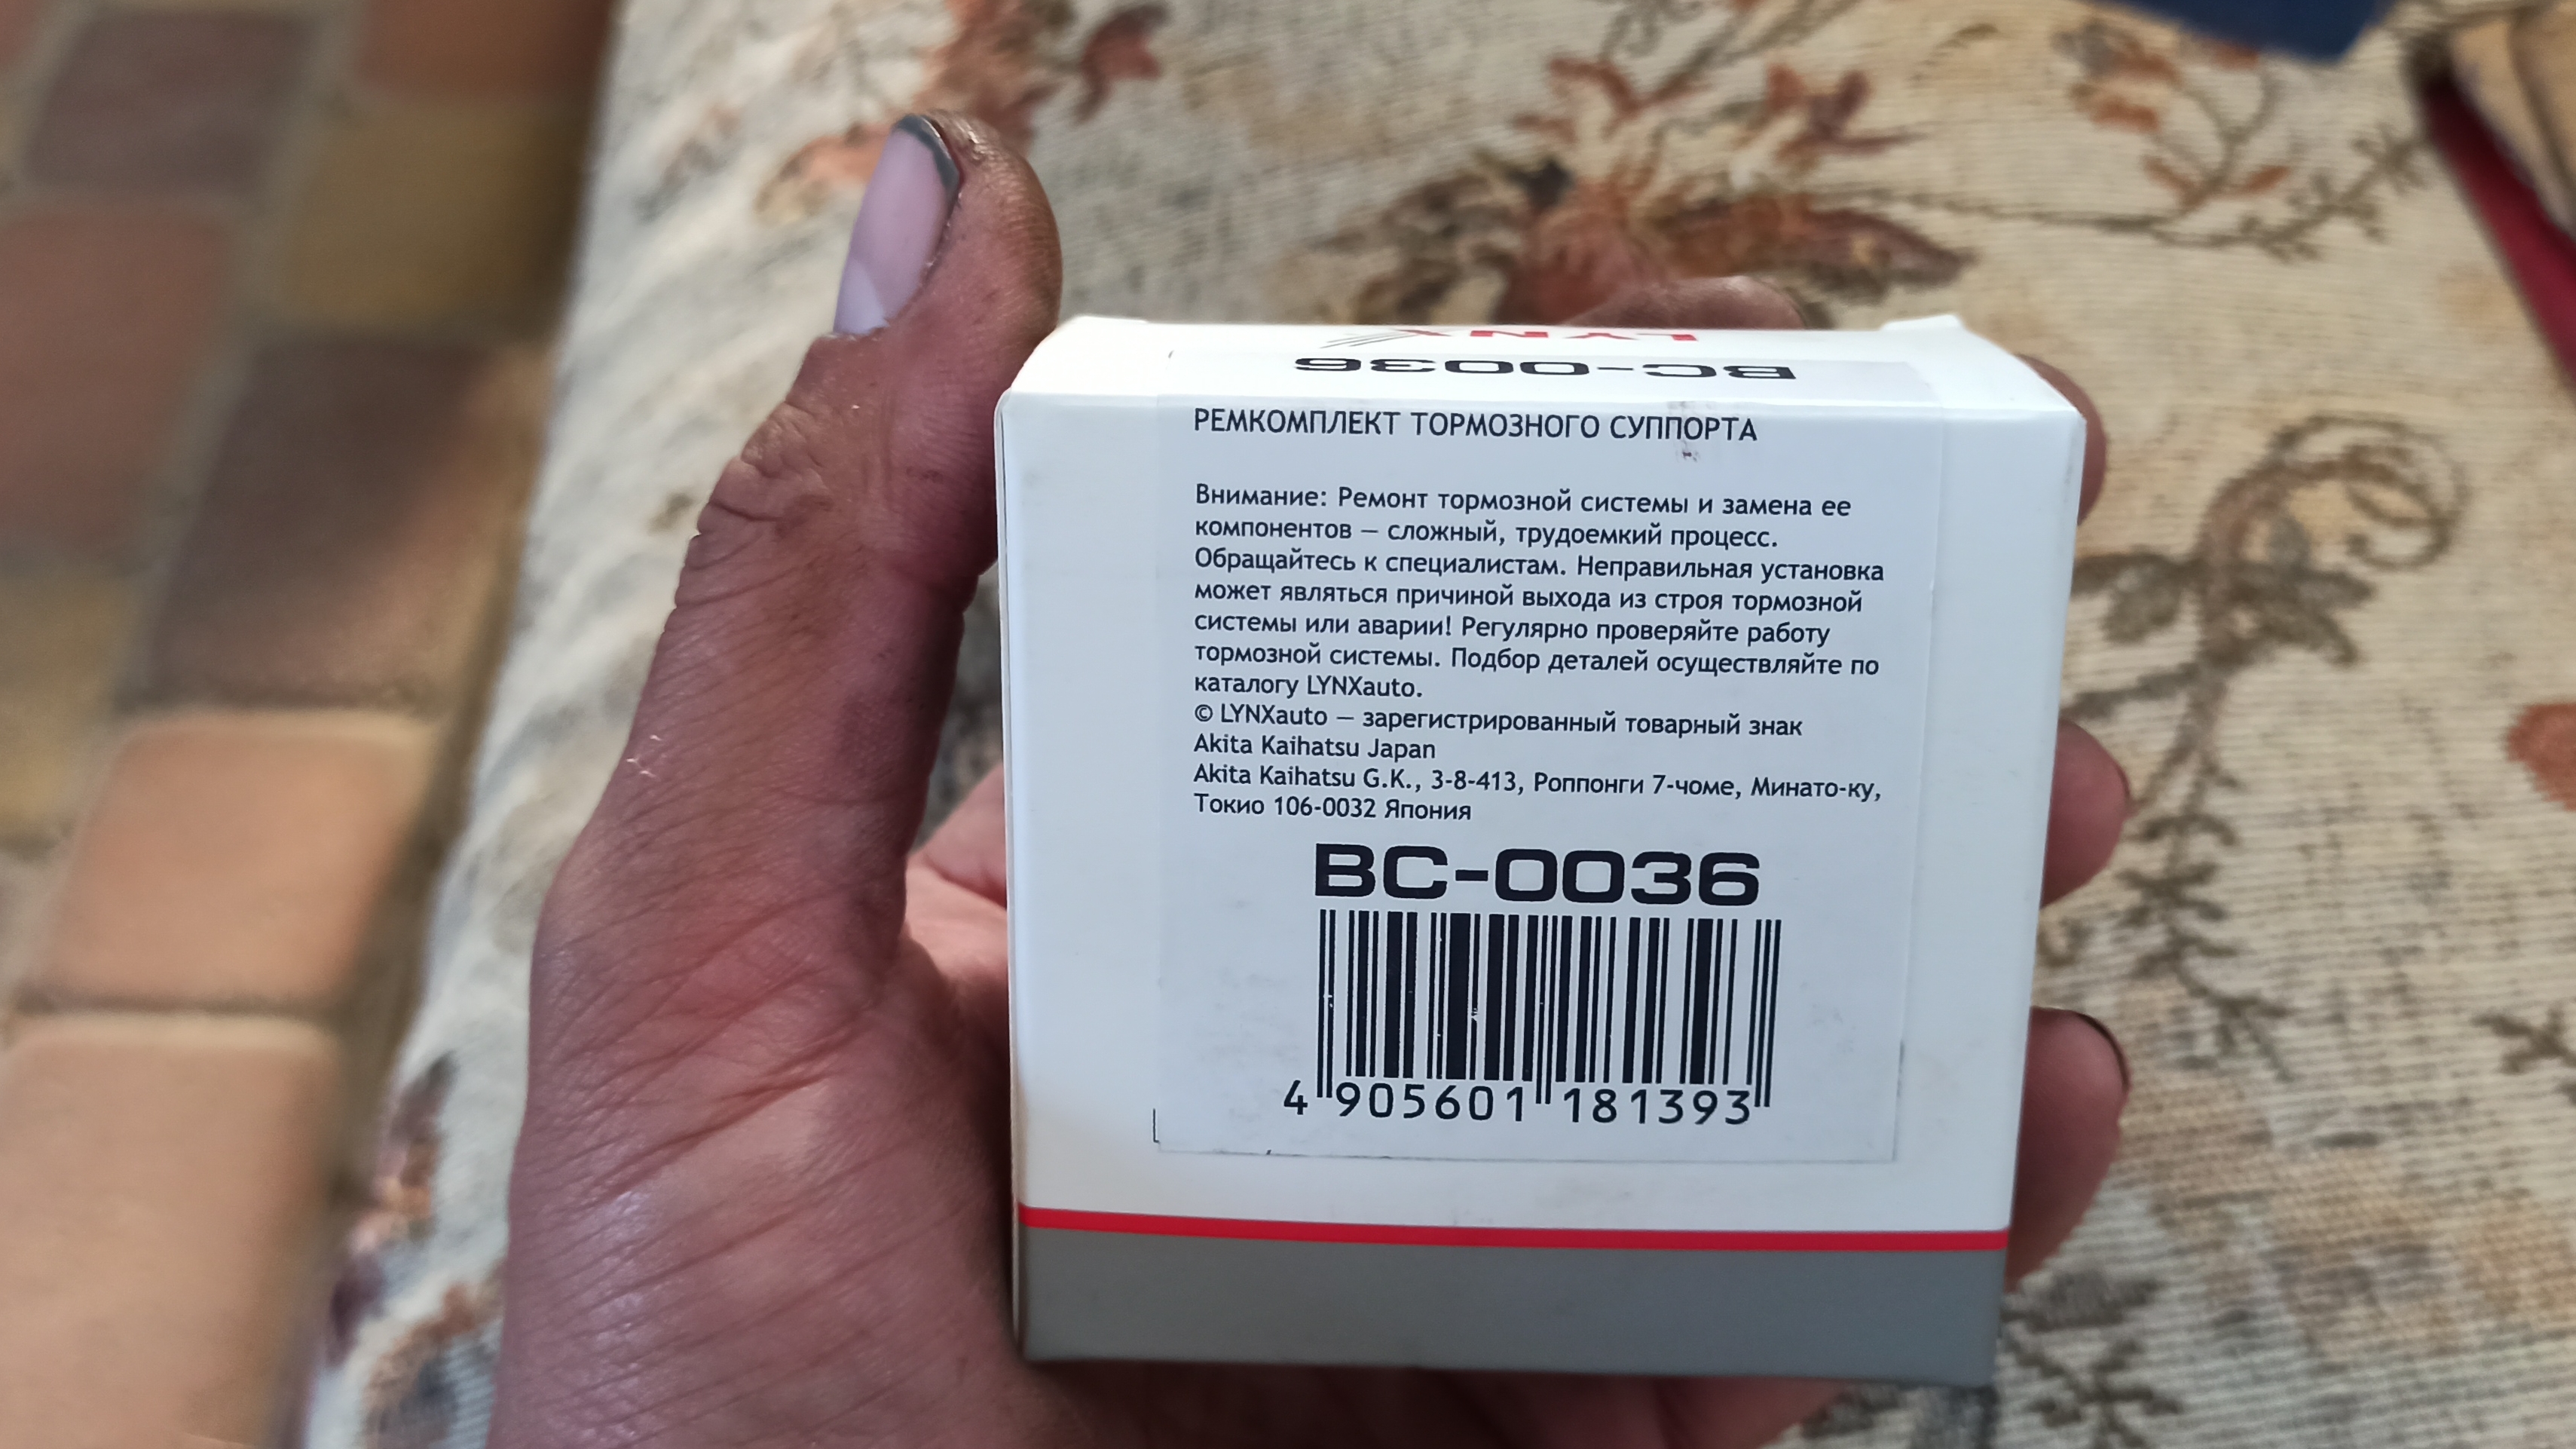 LYNX
BC-0036
РЕМКОМПЛЕКТ ТОРМОЗНОГО СУППОРТА
Внимание: Ремонт тормозной системы и замена ее
компонентов — сложный, трудоемкий процесс.
Обращайтесь к специалистам. Неправильная установка
может являться причиной выхода из строя тормозной
системы или аварии! Регулярно проверяйте работу
тормозной системы. Подбор деталей осуществляйте по
каталогу LYNXauto.
© LYNXauto — зарегистрированный товарный знак
Akita Kaihatsu Japan
Akita Kaihatsu G.K., 3-8-413, Роппонги 7-чоме, Минато-ку,
Токио 106-0032 Япония
BC-0036
4 905601 181393